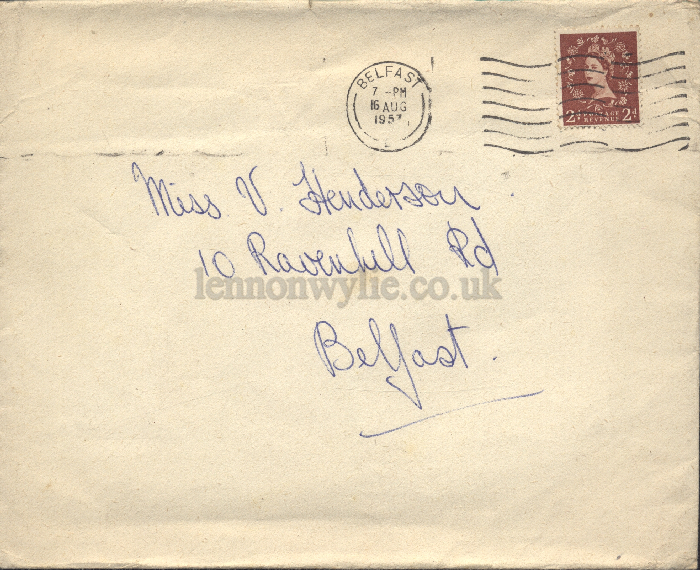 BELFAST
7 -PM
16 AUG
1957
2d POSTAGE REVENUE 2d
Miss V. Henderson
10 Ravenhill Rd
lennonwylie.co.uk
Belfast.